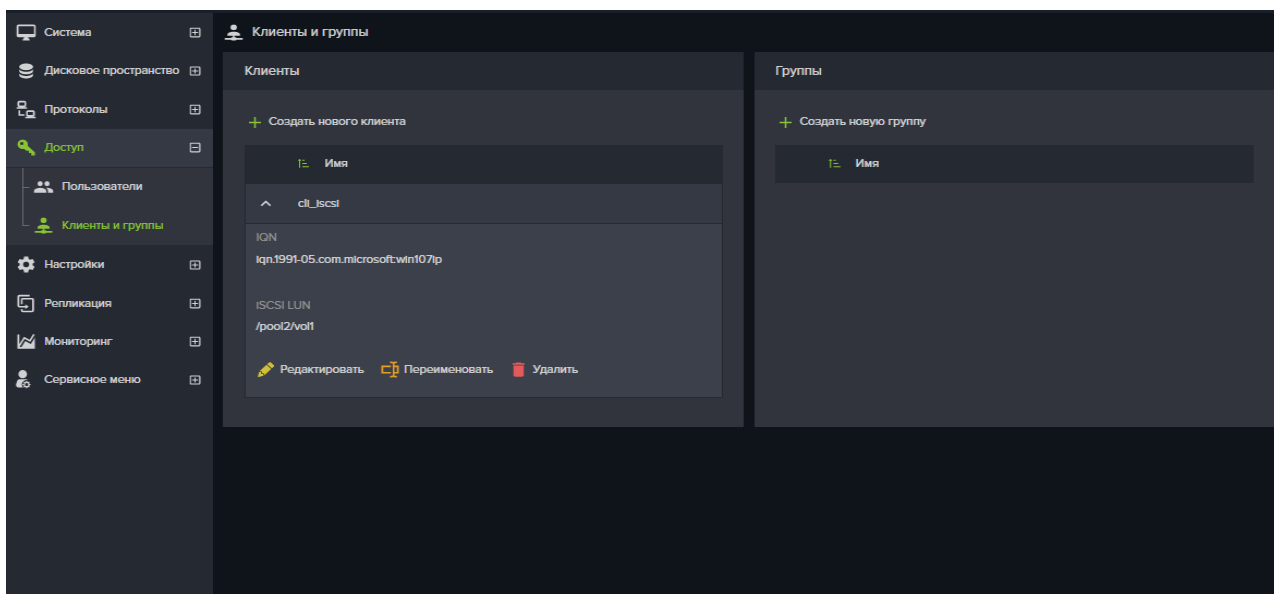 Система
Дисковое пространство
Протоколы
Доступ
Пользователи
Клиенты и группы
Настройки
Репликация
Мониторинг
Сервисное меню
Клиенты и группы
Клиенты
Создать нового клиента
Имя
cli_iscsi
IQN
iqn.1991-05.com.microsoft:win107lp
iSCSI LUN
/pool2/vol1
Редактировать Переименовать Удалить
Группы
Создать новую группу
Имя